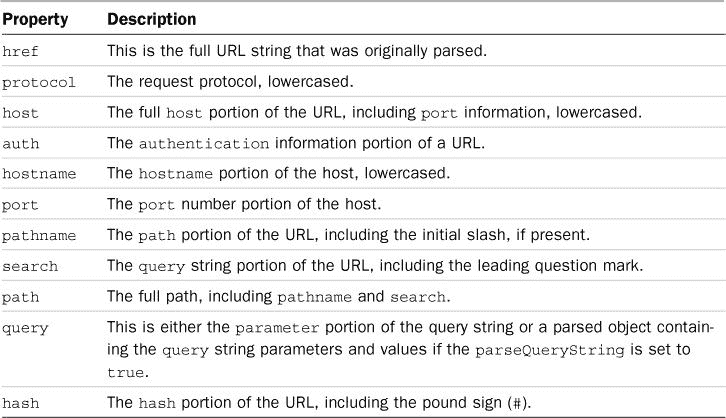 Property Description
href This is the full URL string that was originally parsed.
protocol The request protocol, lowercased.
host The full host portion of the URL, including port information, lowercased.
auth The authentication information portion of a URL.
hostname The hostname portion of the host, lowercased.
port The port number portion of the host.
pathname The path portion of the URL, including the initial slash, if present.
search The query string portion of the URL, including the leading question mark.
path The full path, including pathname and search.
query This is either the parameter portion of the query string or a parsed object contain-
ing the query string parameters and values if the parseQueryString is set to
true.
hash The hash portion of the URL, including the pound sign (#).